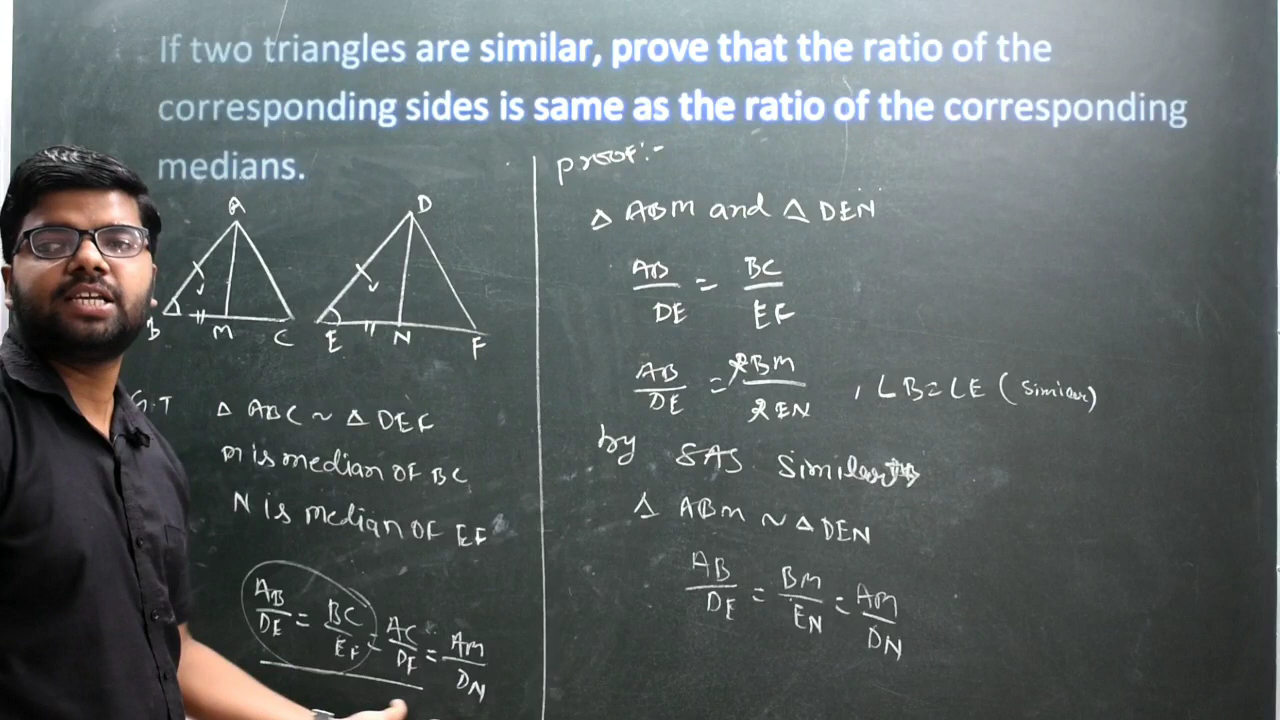 If two triangles are similar, prove that the ratio of the
corresponding sides is same as the ratio of the corresponding
medians.
A
B M C
D
E N F
G.T
△ ABC ~ △ DEF
M is median of BC
N is median OF EF
AB/DE = BC/EF = AC/DF = AM/DN
Proof:-
△ ABM and △ DEN
AB/DE = BC/EF
AB/DE = 2BM/2EN , ∠B=∠E (similar)
by SAS
△ ABM ~ △ DEN
AB/DE = BM/EN = AM/DN